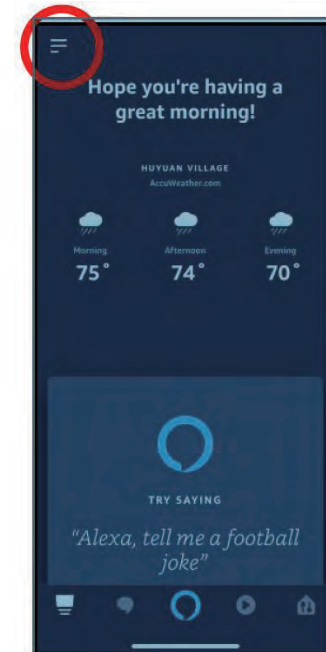 Hope you're having a
great morning!
HUYUAN VILLAGE
AccuWeather.com
Morning
Afternoon
Evening
75°
74°
70°
TRY SAYING
"Alexa, tell me a football
joke"